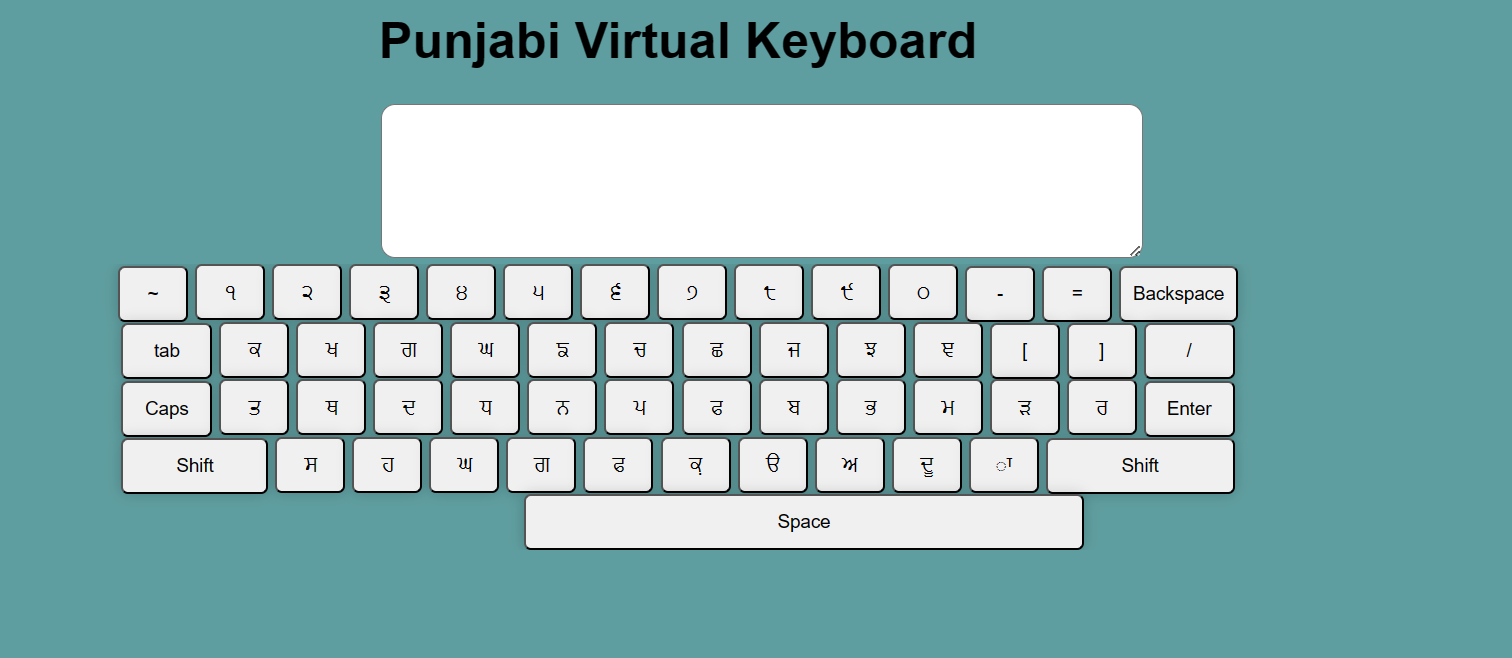 Punjabi Virtual Keyboard
~ ੧ ੨ ੩ ੪ ੫ ੬ ੭ ੮ ੯ ੦ - = Backspace
tab ਕ ਖ ਗ ਘ ਙ ਚ ਛ ਜ ਝ ਞ [ ] /
Caps ਤ ਥ ਦ ਧ ਨ ਪ ਫ ਬ ਭ ਮ ੜ ਰ Enter
Shift ਸ ਹ ਘ ਗ ਫ ਕ਼ ੳ ਅ ਦੂ ਾ Shift
Space